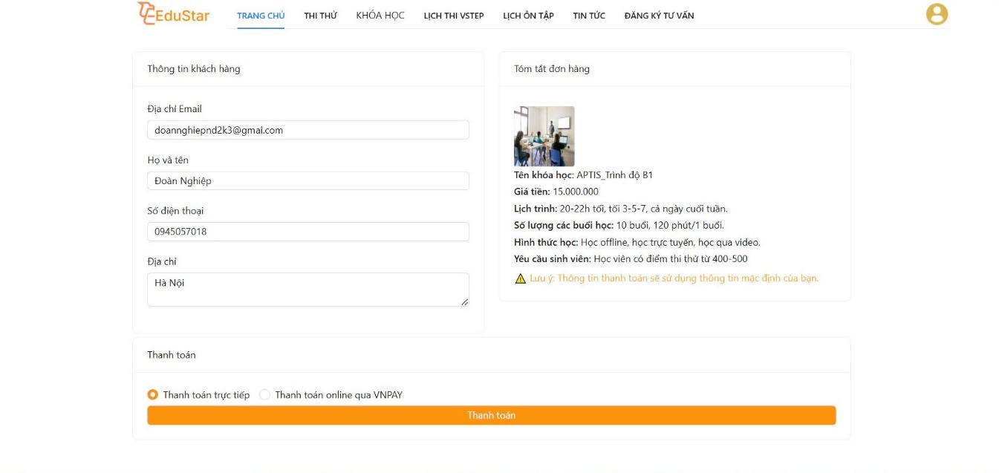 EduStar TRANG CHỦ THI THỬ KHÓA HỌC LỊCH THI VSTEP LỊCH ÔN TẬP TIN TỨC ĐĂNG KÝ TƯ VẤN
Thông tin khách hàng
Địa chỉ Email
doannghiepnd2k3@gmai.com
Họ và tên
Đoàn Nghiệp
Số điện thoại
0945057018
Địa chỉ
Hà Nội
Tóm tắt đơn hàng
Tên khóa học: APTIS_Trình độ B1
Giá tiền: 15.000.000
Lịch trình: 20-22h tối, tối 3-5-7, cả ngày cuối tuần.
Số lượng các buổi học: 10 buổi, 120 phút/1 buổi.
Hình thức học: Học offline, học trực tuyến, học qua video.
Yêu cầu sinh viên: Học viên có điểm thi thử từ 400-500
Lưu ý: Thông tin thanh toán sẽ sử dụng thông tin mặc định của bạn.
Thanh toán
Thanh toán trực tiếp Thanh toán online qua VNPAY
Thanh toán